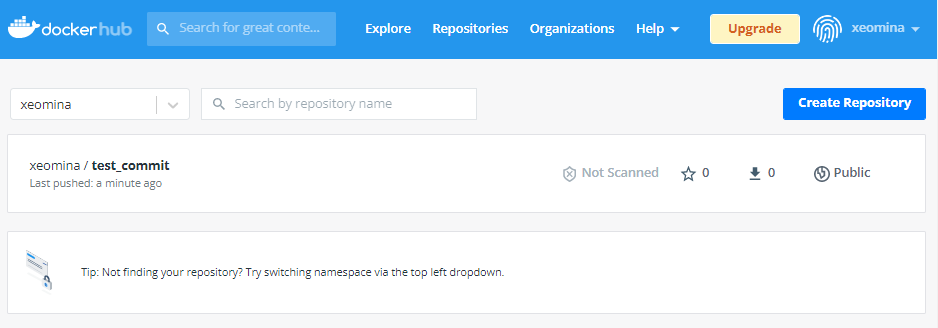 dockerhub
Search for great conte...
Explore
Repositories
Organizations
Help
Upgrade
xeomina
xeomina
Search by repository name
Create Repository
xeomina / test_commit
Last pushed: a minute ago
Not Scanned
0
0
Public
Tip: Not finding your repository? Try switching namespace via the top left dropdown.